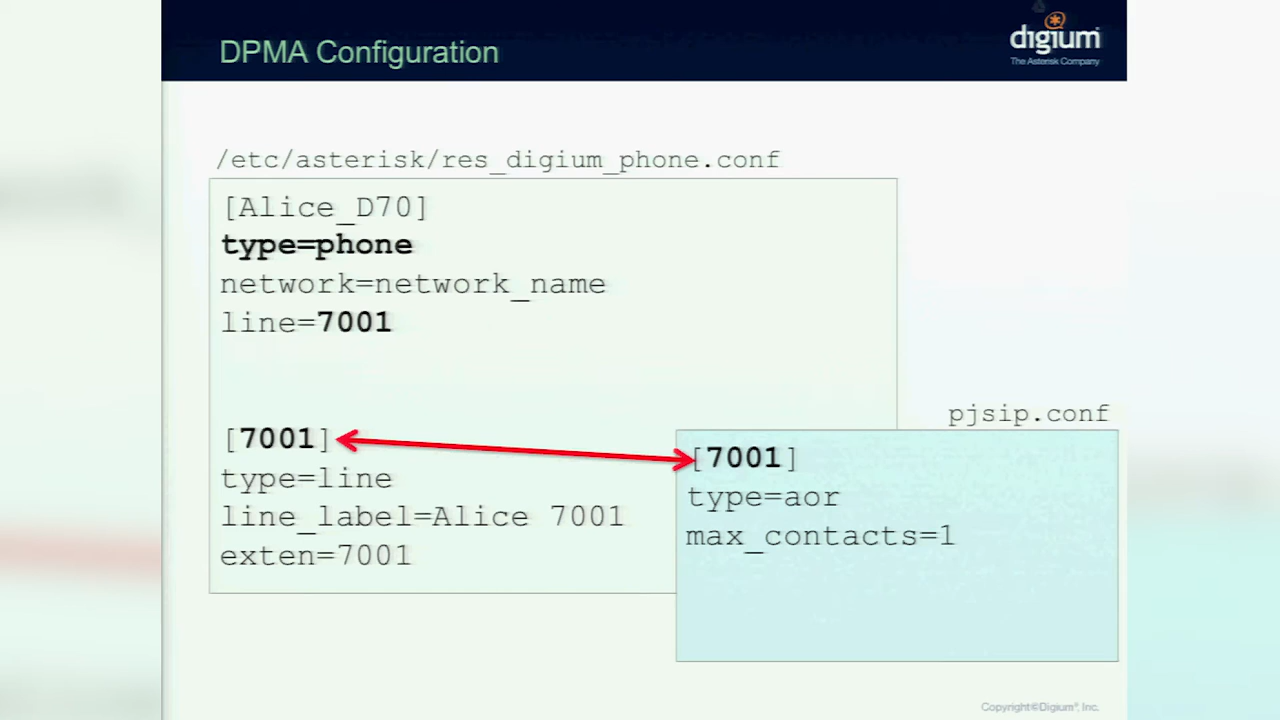 DPMA Configuration
digium
The Asterisk Company
/etc/asterisk/res_digium_phone.conf
[Alice_D70]
type=phone
network=network_name
line=7001
[7001]
type=line
line_label=Alice 7001
exten=7001
pjsip.conf
[7001]
type=aor
max_contacts=1
Copyright©Digium®, Inc.